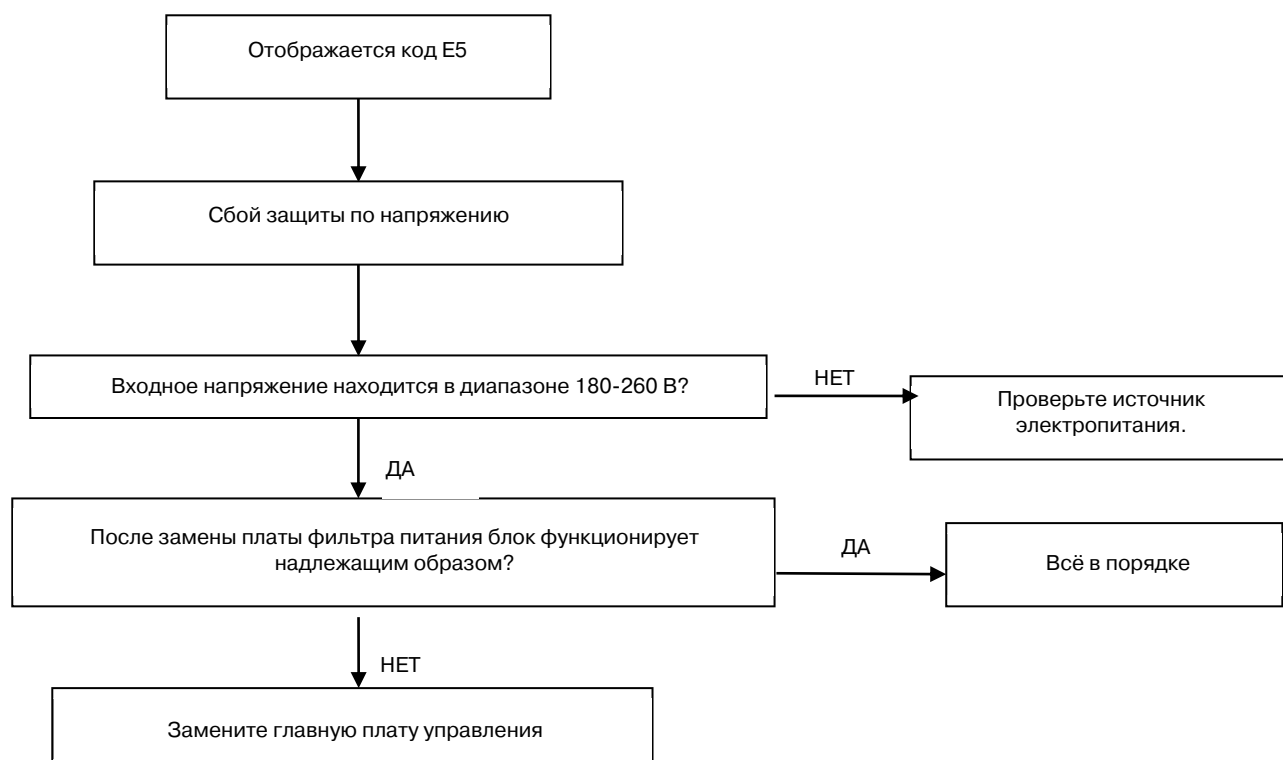 Отображается код E5
Сбой защиты по напряжению
Входное напряжение находится в диапазоне 180-260 В?
НЕТ
Проверьте источник
электропитания.
ДА
После замены платы фильтра питания блок функционирует
надлежащим образом?
ДА
Всё в порядке
НЕТ
Замените главную плату управления